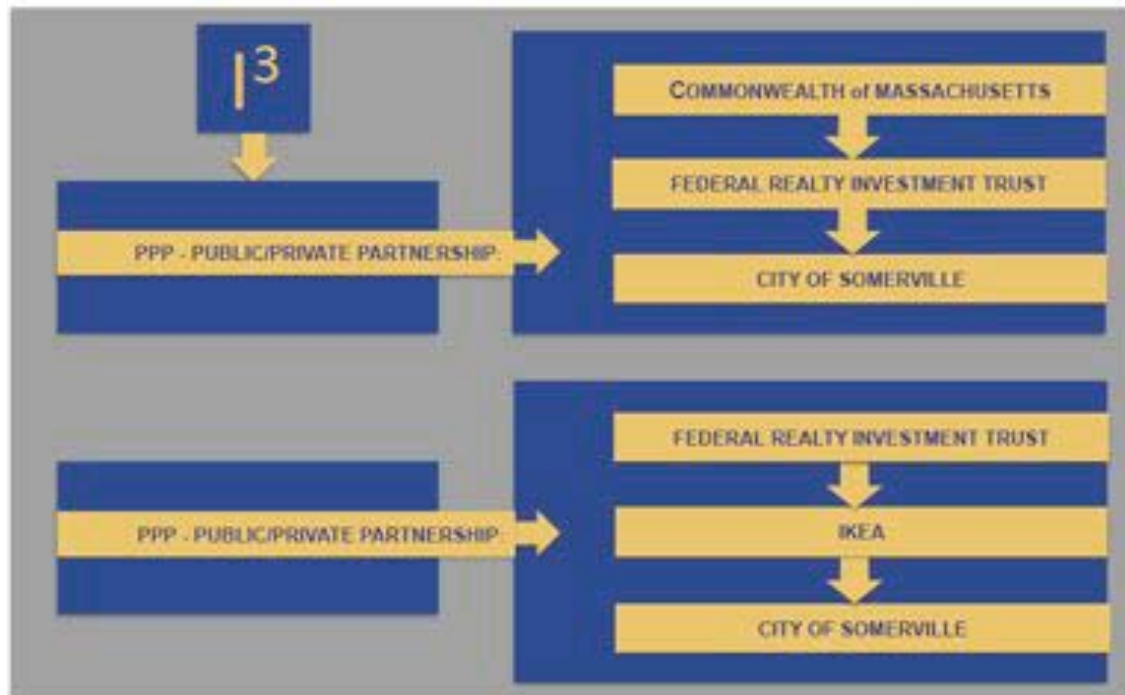 I³
COMMONWEALTH of MASSACHUSETTS
FEDERAL REALTY INVESTMENT TRUST
PPP - PUBLIC/PRIVATE PARTNERSHIP:
CITY OF SOMERVILLE
FEDERAL REALTY INVESTMENT TRUST
PPP - PUBLIC/PRIVATE PARTNERSHIP
IKEA
CITY OF SOMERVILLE